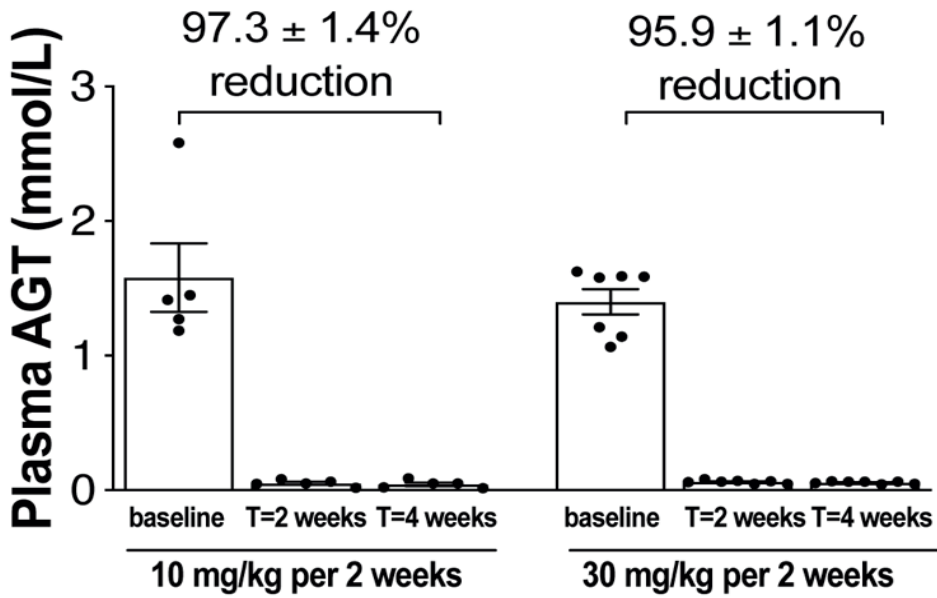 97.3 ± 1.4%
reduction
95.9 ± 1.1%
reduction
Plasma AGT (mmol/L)
3
2
1
0
baseline T=2 weeks T=4 weeks
baseline T=2 weeks T=4 weeks
10 mg/kg per 2 weeks
30 mg/kg per 2 weeks